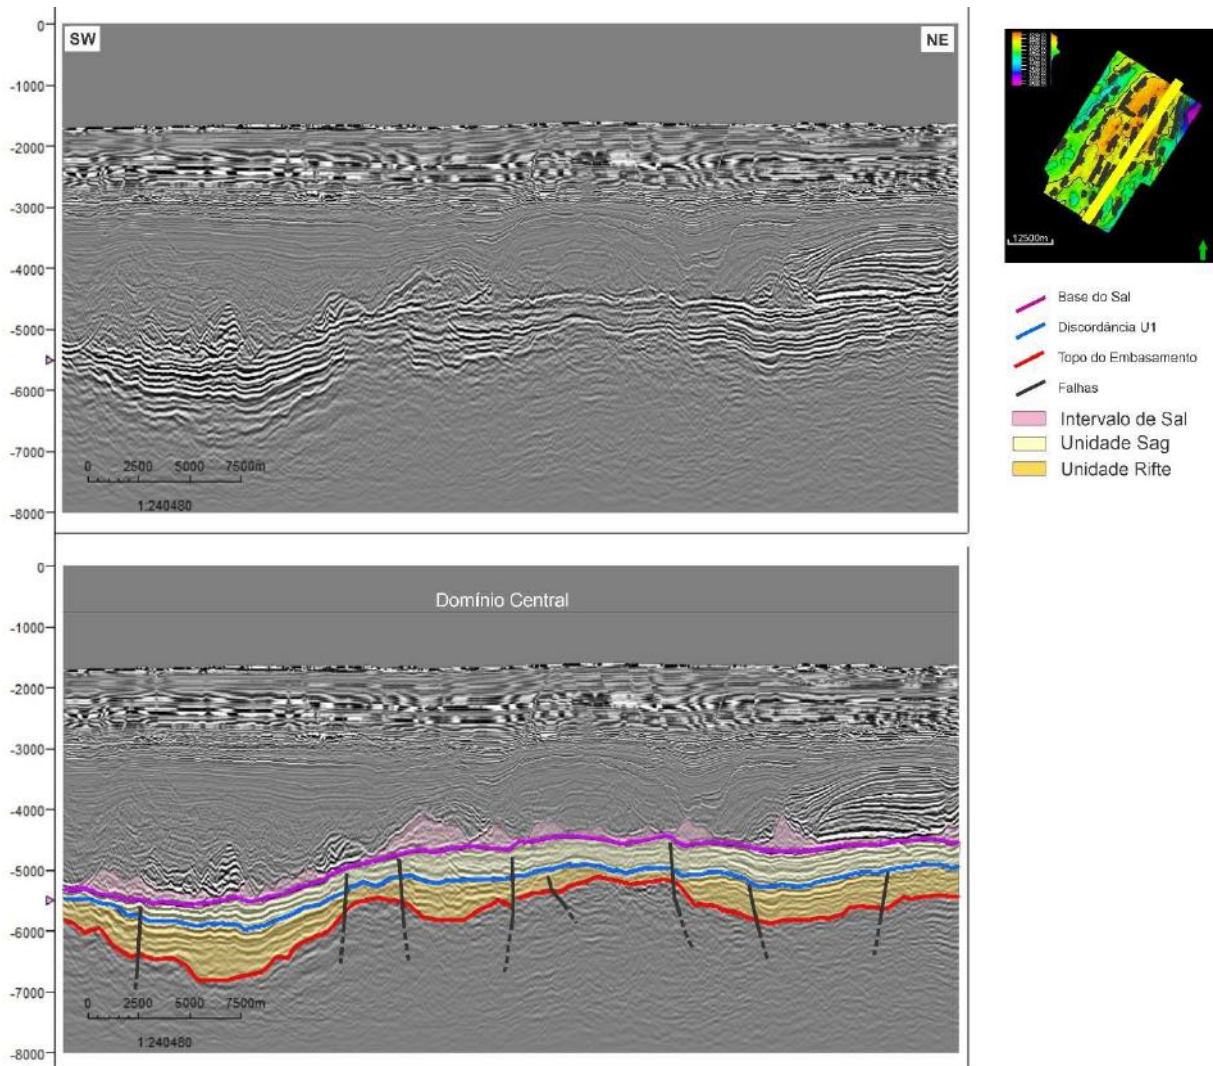 0
-1000
-2000
-3000
-4000
-5000
-6000
-7000
-8000
SW
NE
0 2500 5000 7500m
1:240480
12500m
Base do Sal
Discordância U1
Topo do Embasamento
Falhas
Intervalo de Sal
Unidade Sag
Unidade Rifte
0
-1000
-2000
-3000
-4000
-5000
-6000
-7000
-8000
Domínio Central
0 2500 5000 7500m
1:240480